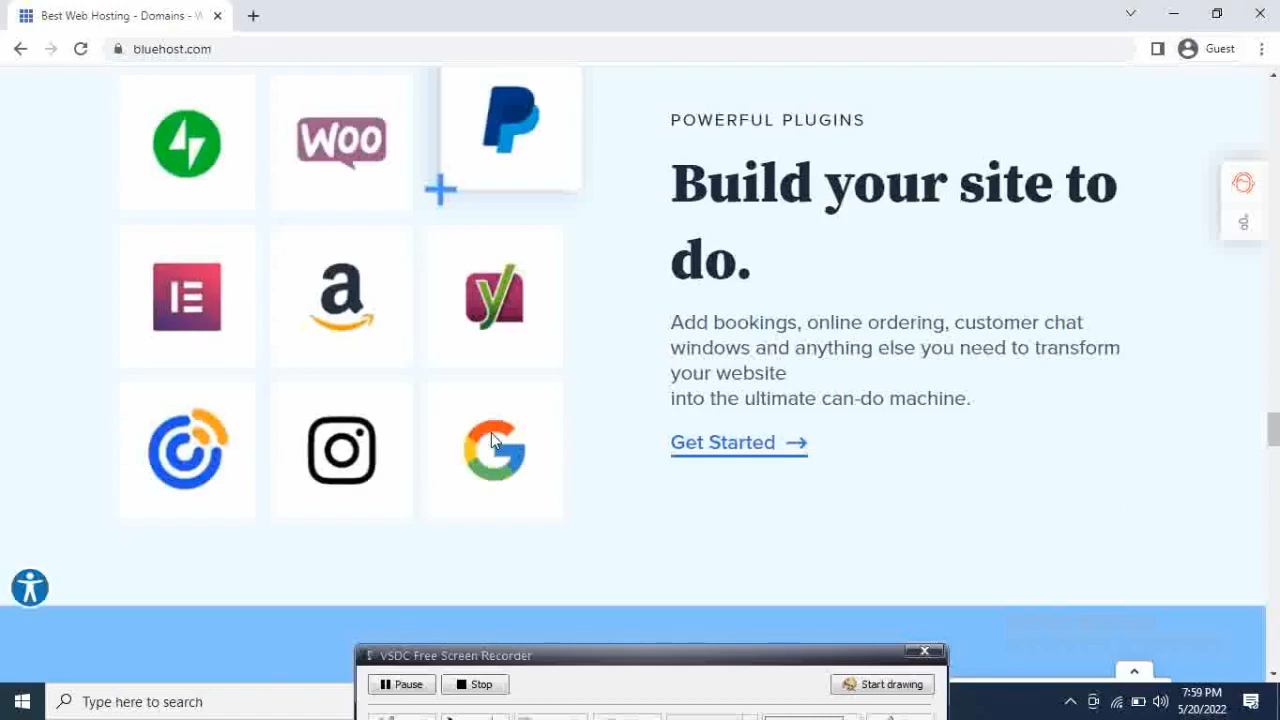 Best Web Hosting - Domains - W
bluehost.com
Guest
WOO
POWERFUL PLUGINS
Build your site to
do.
Add bookings, online ordering, customer chat
windows and anything else you need to transform
your website
into the ultimate can-do machine.
Get Started →
VSDC Free Screen Recorder
Pause
Stop
Start drawing
Type here to search
7:59 PM
5/20/2022